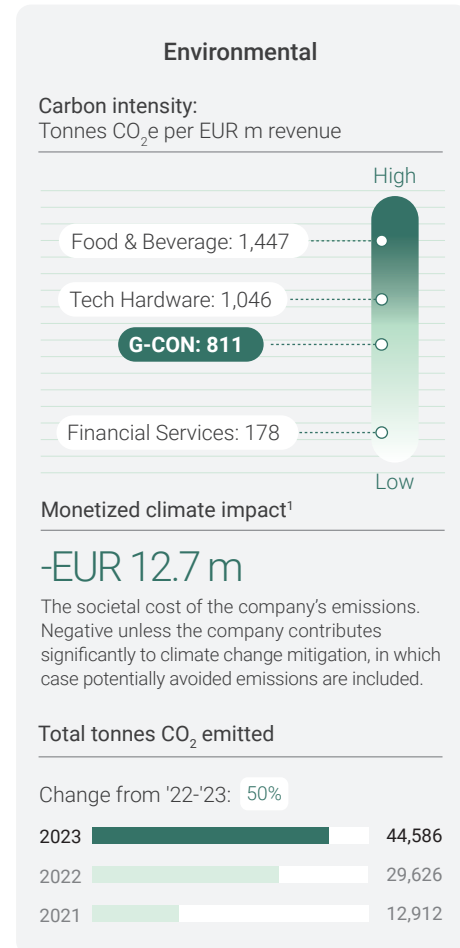 Environmental
Carbon intensity:
Tonnes CO₂e per EUR m revenue
High
Food & Beverage: 1,447
Tech Hardware: 1,046
G-CON: 811
Financial Services: 178
Low
Monetized climate impact¹
-EUR 12.7 m
The societal cost of the company’s emissions.
Negative unless the company contributes
significantly to climate change mitigation, in which
case potentially avoided emissions are included.
Total tonnes CO₂ emitted
Change from '22-'23: 50%
2023 44,586
2022 29,626
2021 12,912